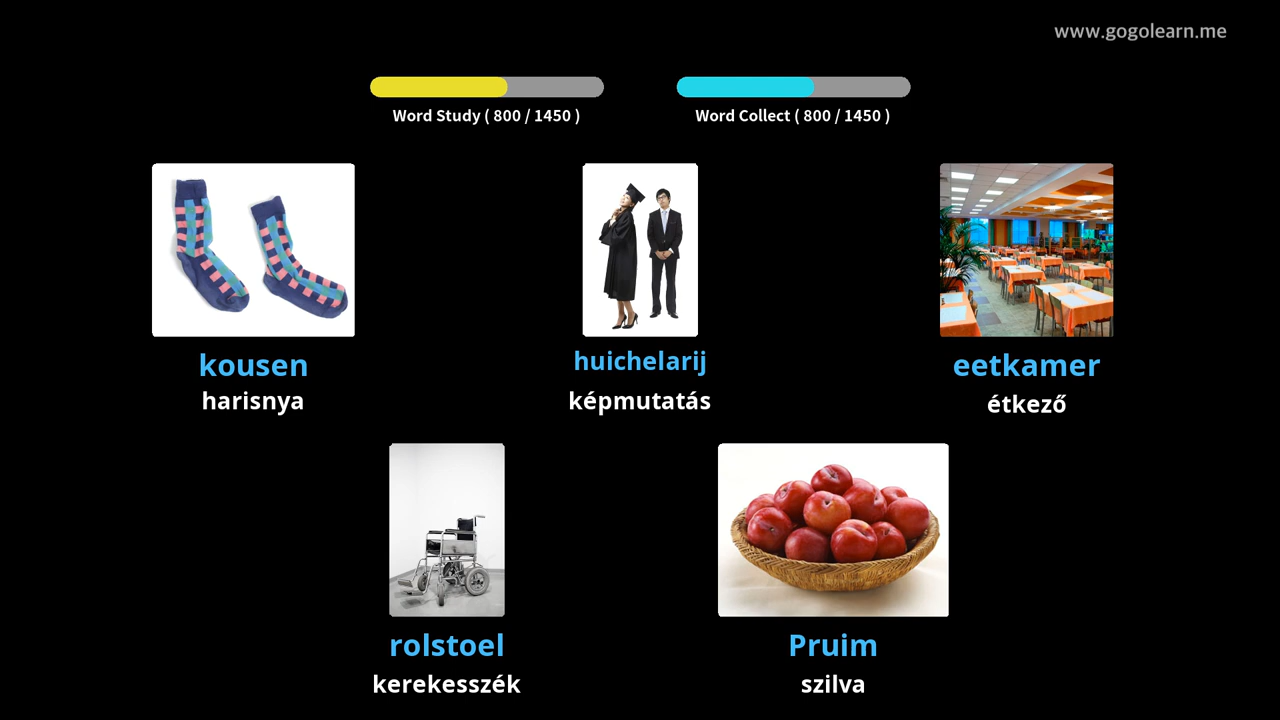 www.gogolearn.me
Word Study ( 800 / 1450 )
Word Collect ( 800 / 1450 )
kousen
harisnya
huichelarij
képmutatás
eetkamer
étkező
rolstoel
kerekesszék
Pruim
szilva